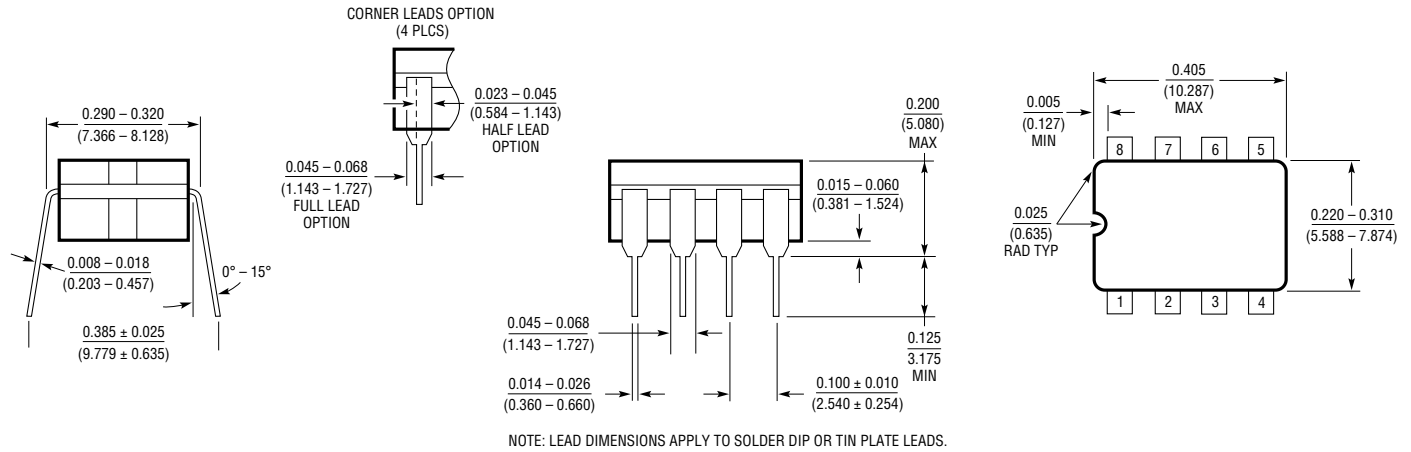 CORNER LEADS OPTION
(4 PLCS)
0.023 – 0.045
(0.584 – 1.143)
HALF LEAD
OPTION
0.045 – 0.068
(1.143 – 1.727)
FULL LEAD
OPTION
0.290 – 0.320
(7.366 – 8.128)
0.008 – 0.018
(0.203 – 0.457)
0° – 15°
0.385 ± 0.025
(9.779 ± 0.635)
0.200
(5.080)
MAX
0.015 – 0.060
(0.381 – 1.524)
0.045 – 0.068
(1.143 – 1.727)
0.014 – 0.026
(0.360 – 0.660)
0.100 ± 0.010
(2.540 ± 0.254)
0.125
3.175
MIN
0.405
(10.287)
MAX
0.005
(0.127)
MIN
8 7 6 5
0.025
(0.635)
RAD TYP
0.220 – 0.310
(5.588 – 7.874)
1 2 3 4
NOTE: LEAD DIMENSIONS APPLY TO SOLDER DIP OR TIN PLATE LEADS.